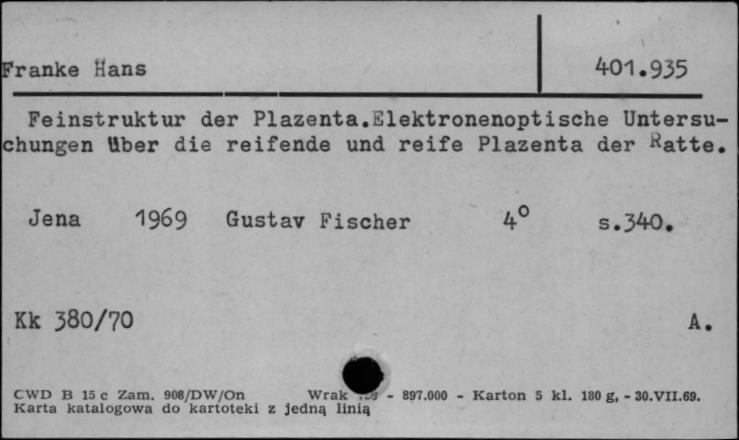 Franke Hans
401.935
Feinstruktur der Plazenta.Elektronenoptische Untersu-
chungen über die reifende und reife Plazenta der Ratte.
Jena 1969 Gustav Fischer 4° s.340.
Kk 380/70 A.
CWD B 15 c Zam. 908/DW/On Wrak - 897.000 - Karton 5 kl. 180 g, - 30.VII.69.
Karta katalogowa do kartoteki z jedną linią